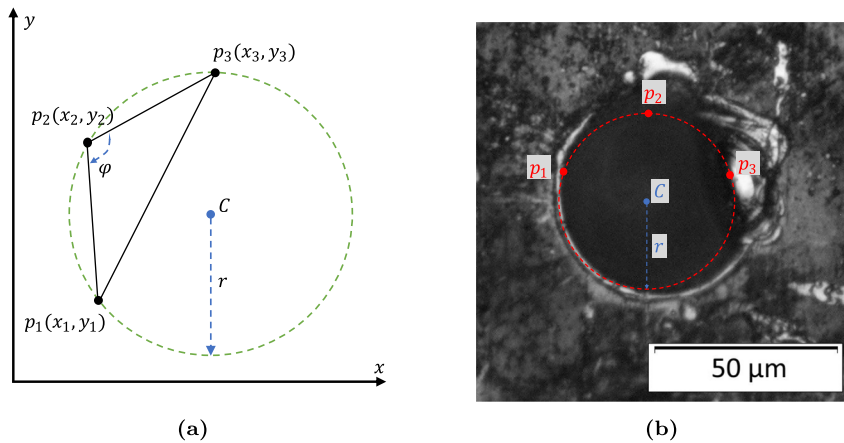 y
p₃(x₃, y₃)
p₂(x₂, y₂)
φ
C
r
p₁(x₁, y₁)
x
(a)
p₂
p₁
p₃
C
r
50 μm
(b)